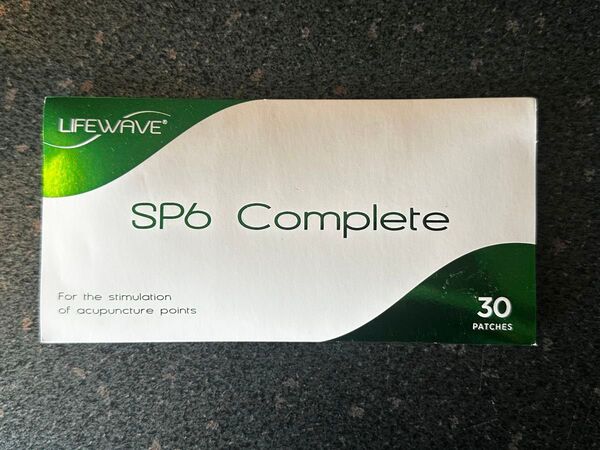 LIFEWAVE®
SP6 Complete
For the stimulation
of acupuncture points
30
PATCHES